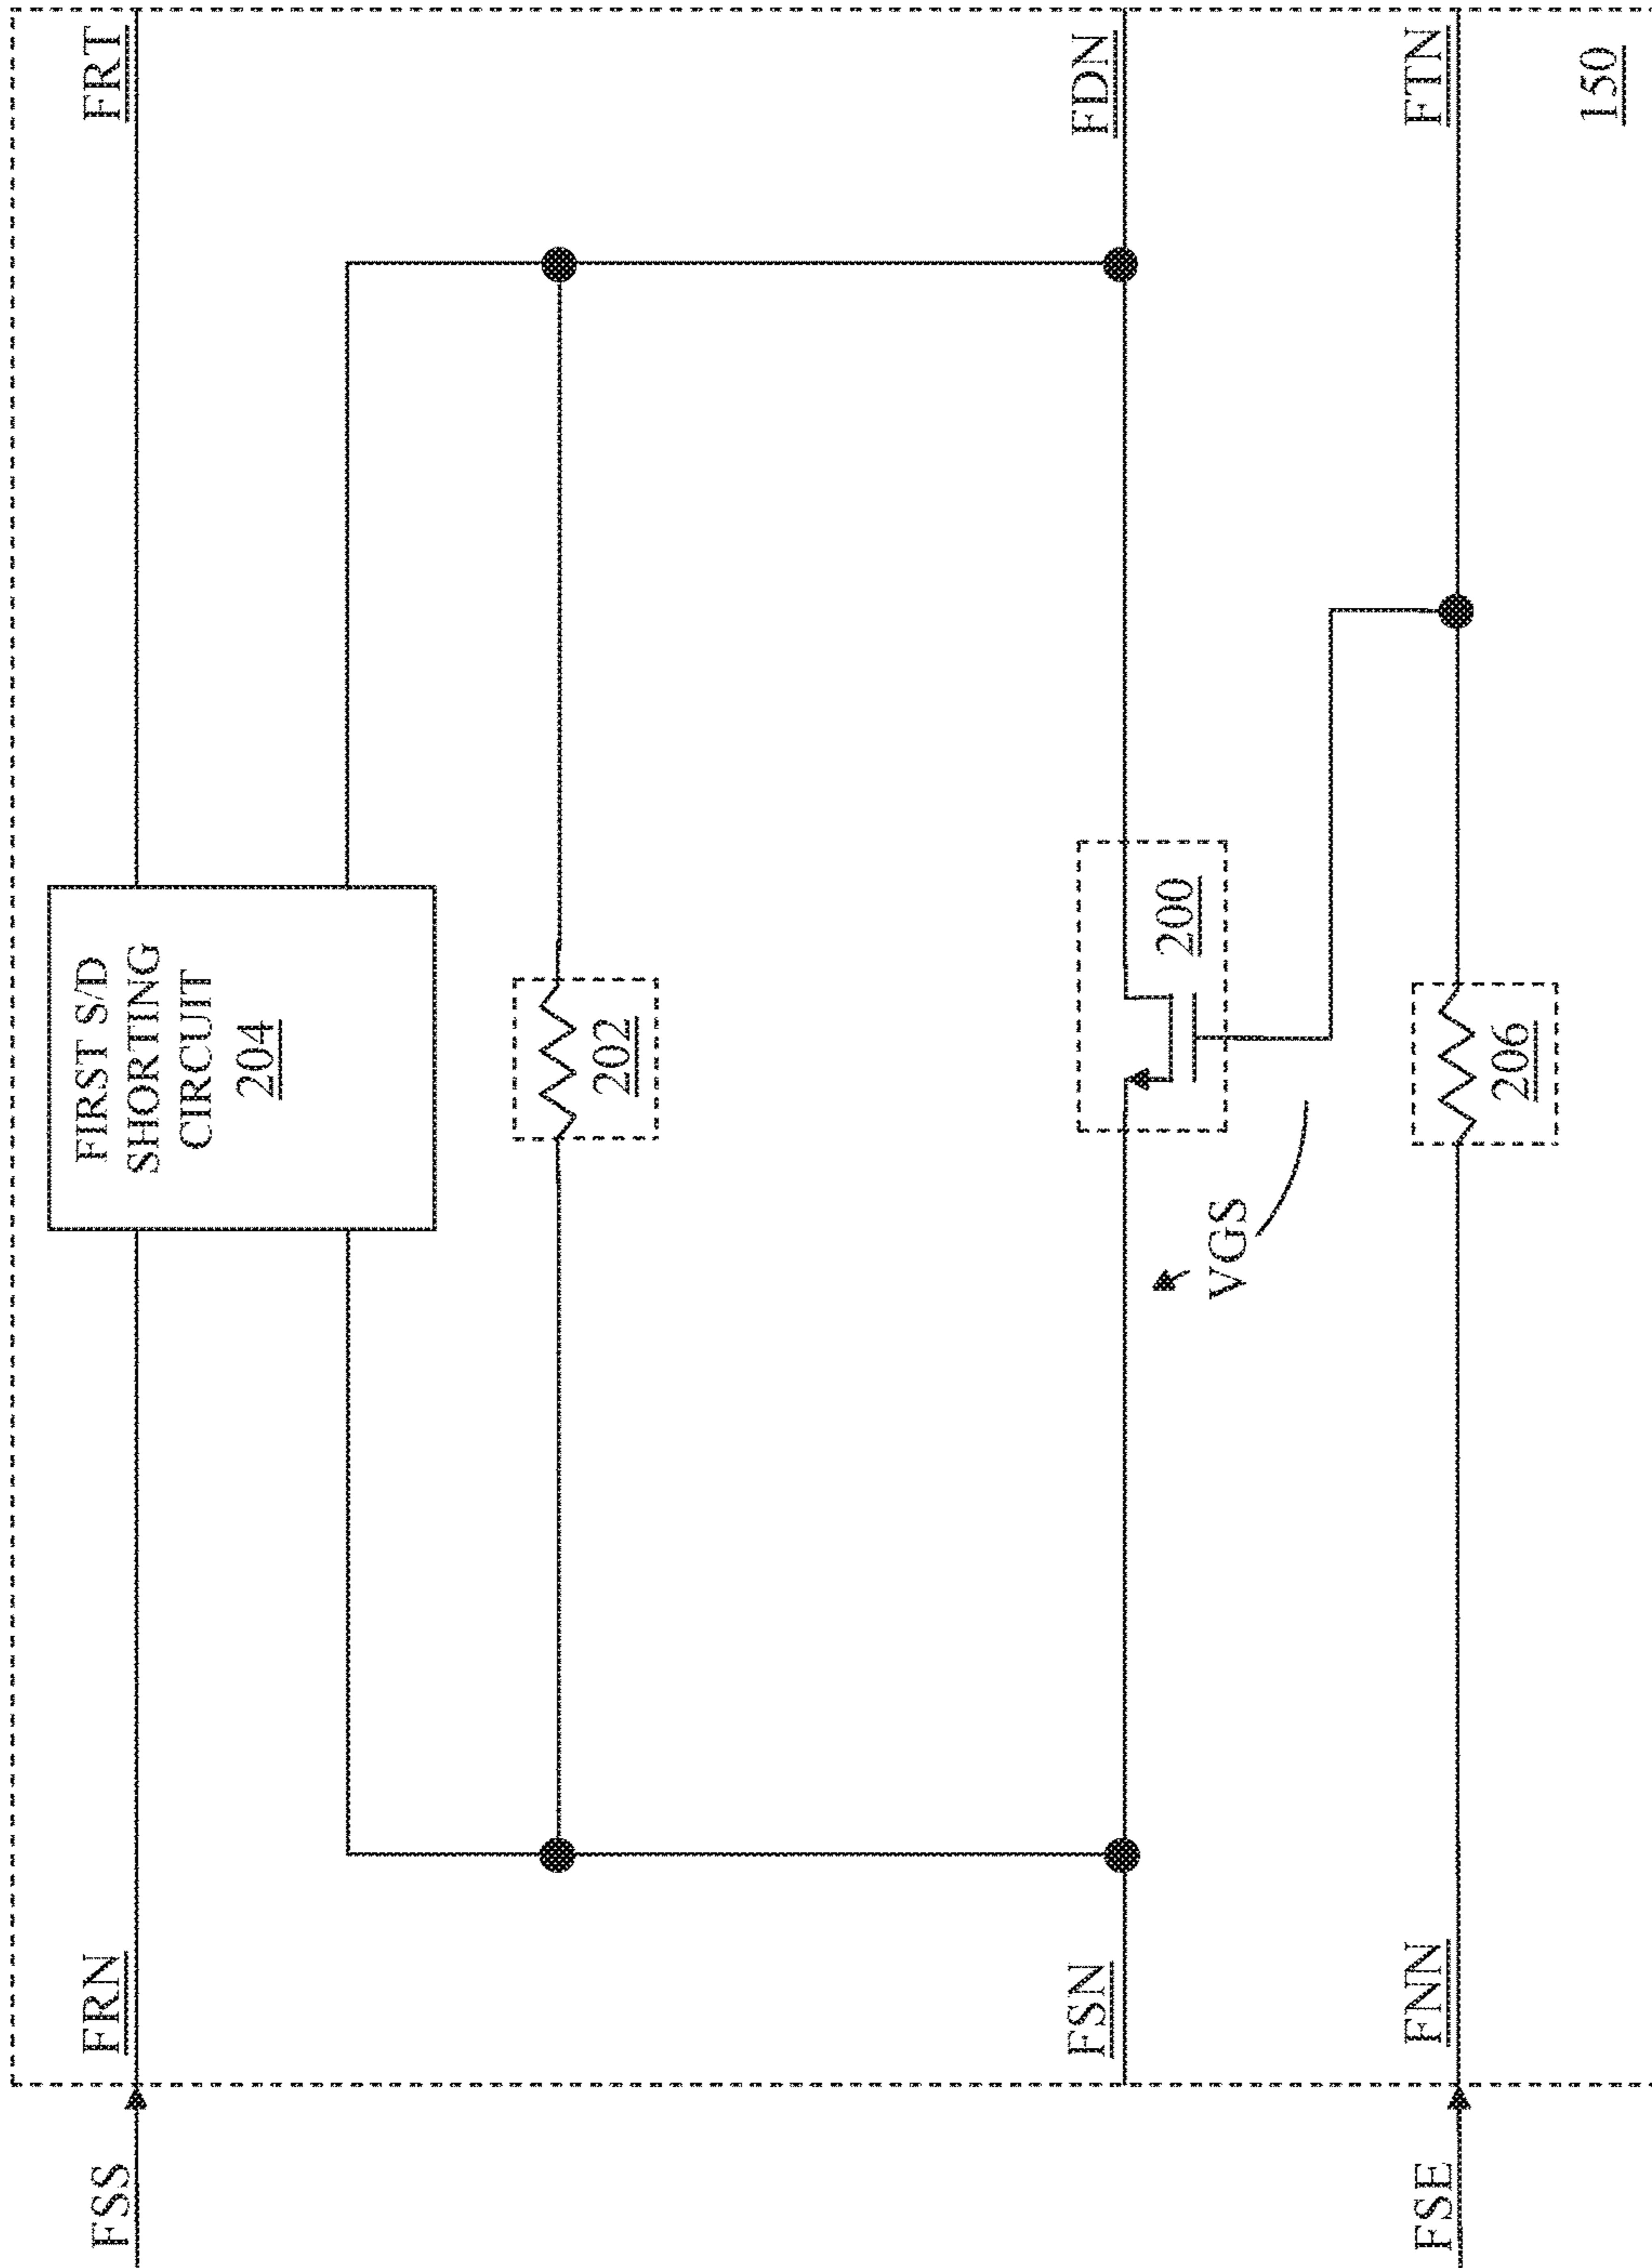 FSS
FRN
FIRST S/D
SHORTING
CIRCUIT
204
FRT
202
FSN
FDN
200
VGS
FSE
FNN
FTN
206
150